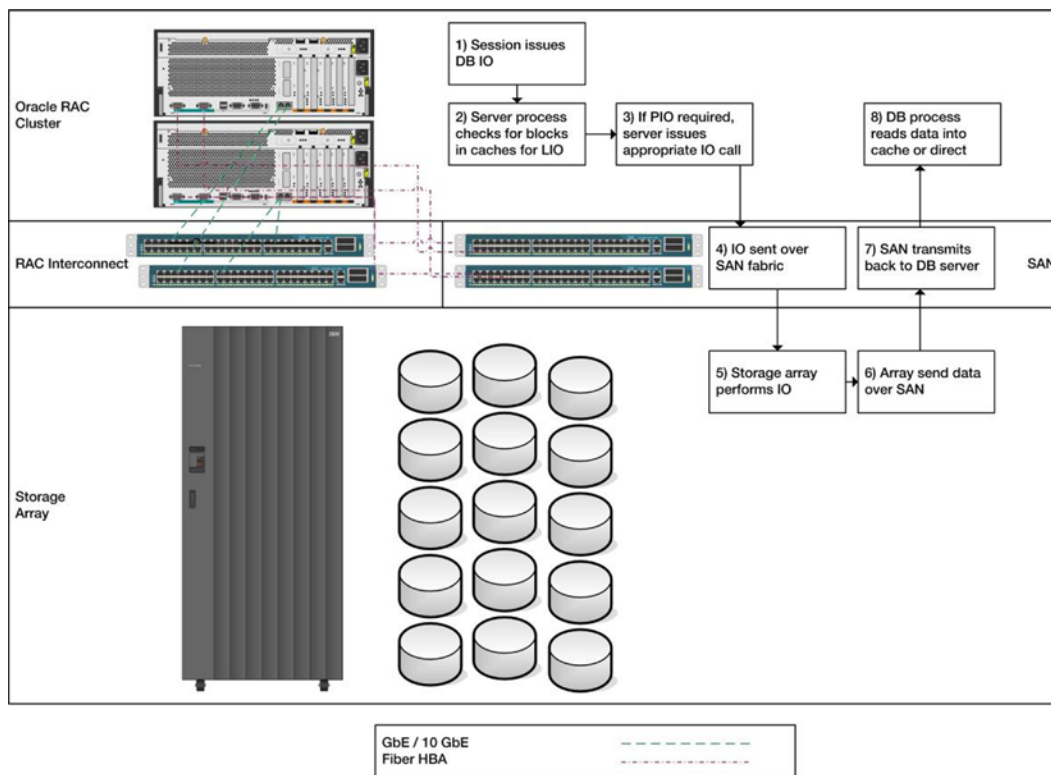 Oracle RAC
Cluster
1) Session issues
DB IO
2) Server process
checks for blocks
in caches for LIO
3) If PIO required,
server issues
appropriate IO call
8) DB process
reads data into
cache or direct
RAC Interconnect
4) IO sent over
SAN fabric
7) SAN transmits
back to DB server
SAN
IBM
5) Storage array
performs IO
6) Array send data
over SAN
Storage
Array
GbE / 10 GbE
Fiber HBA